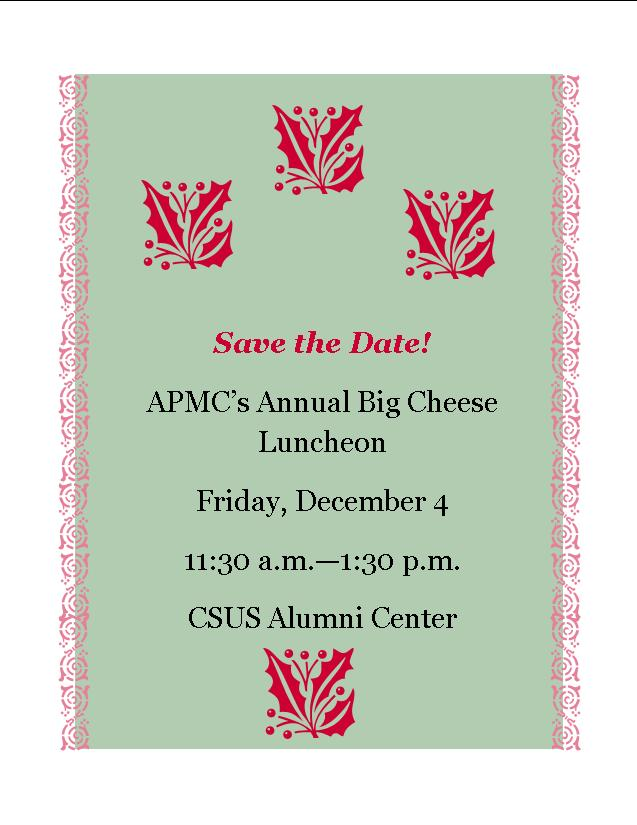 Save the Date!
APMC’s Annual Big Cheese
Luncheon
Friday, December 4
11:30 a.m.—1:30 p.m.
CSUS Alumni Center